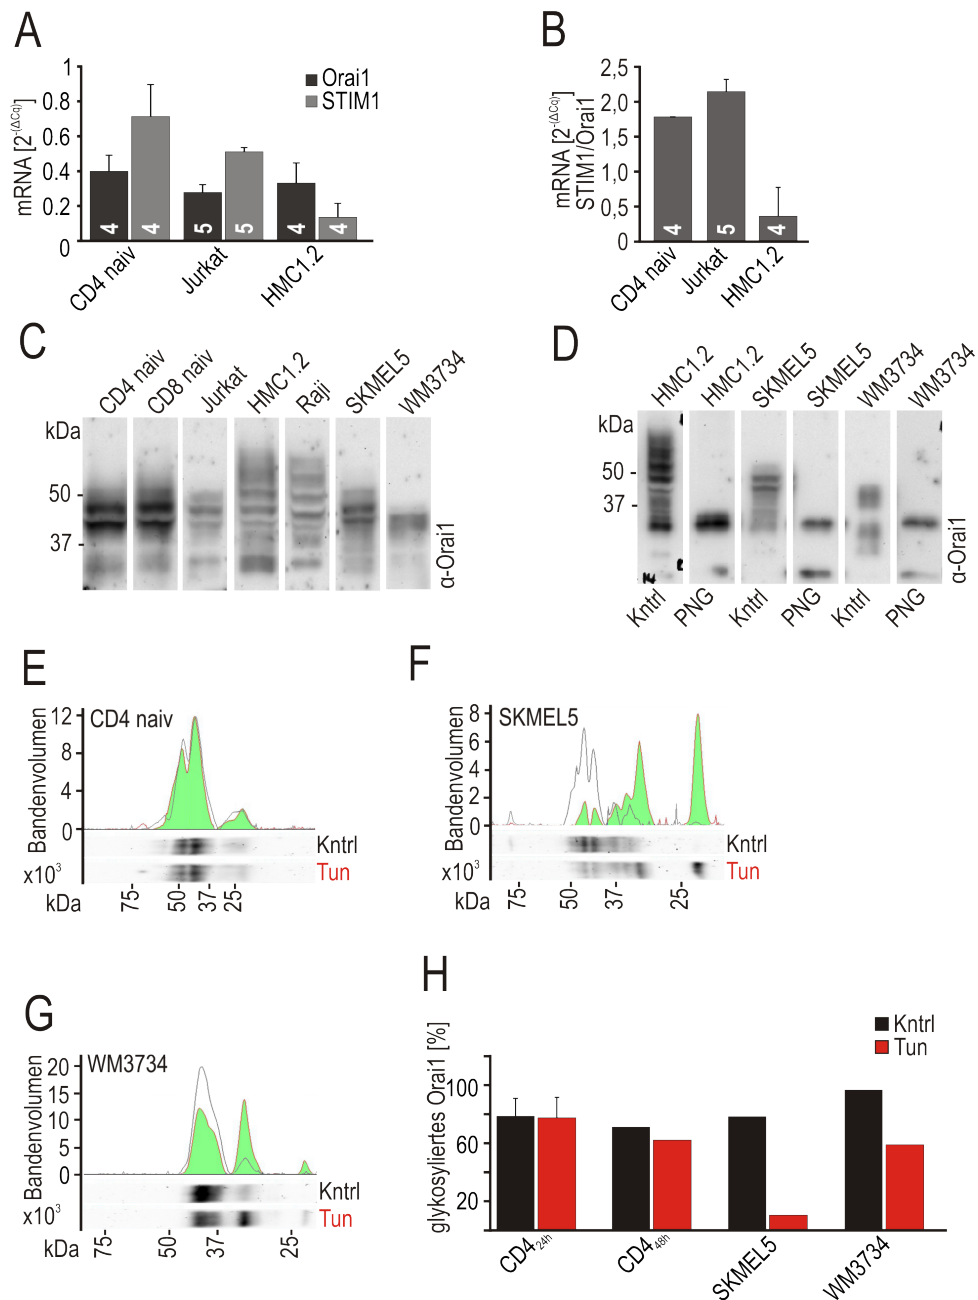 A
mRNA [2-(ΔCq)]
1
0.8
0.6
0.4
0.2
0
Orai1
STIM1
4 4 5 5 4 4
CD4 naiv Jurkat HMC1.2
B
mRNA [2-(ΔCq)]
STIM1/Orai1
2,5
2,0
1,5
1,0
0,5
0
4 5 4
CD4 naiv Jurkat HMC1.2
C
CD4 naiv CD8 naiv Jurkat HMC1.2 Raji SKMEL5 WM3734
kDa
50
37
α-Orai1
D
HMC1.2 HMC1.2 SKMEL5 SKMEL5 WM3734 WM3734
kDa
50
37
α-Orai1
14
Kntrl PNG Kntrl PNG Kntrl PNG
E
CD4 naiv
Bandenvolumen
12
8
4
0
x10³
Kntrl
Tun
kDa 75 50 37 25
F
SKMEL5
Bandenvolumen
8
6
4
2
0
x10³
Kntrl
Tun
kDa 75 50 37 25
G
WM3734
Bandenvolumen
20
15
10
5
0
x10³
Kntrl
Tun
kDa 75 50 37 25
H
glykosyliertes Orai1 [%]
100
60
20
Kntrl
Tun
CD4 24h CD4 48h SKMEL5 WM3734